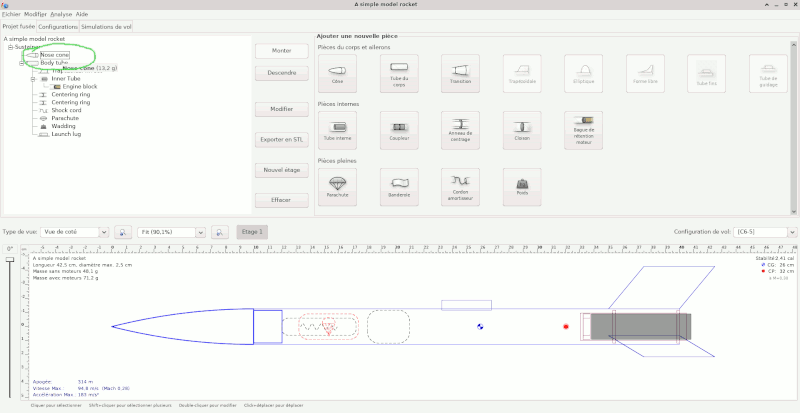 A simple model rocket
Fichier Modifier Analyse Aide
Projet fusée Configurations Simulations de vol
A simple model rocket
Nose cone
Body tube
Nose cone (13,2 g)
Inner Tube
Engine block
Centering ring
Centering ring
Shock cord
Parachute
Wadding
Launch lug
Monter
Descendre
Modifier
Exporter en STL
Nouvel étage
Effacer
Ajouter une nouvelle pièce
Pièces du corps et ailerons
Ogive
Tube du corps
Transition
Trapézoïdale
Elliptique
Forme libre
Tube fins
Tube de guidage
Pièces internes
Tube interne
Coupleur
Anneau de centrage
Cloison
Bague de rétention moteur
Pièces pleines
Parachute
Banderole
Cordon amortisseur
Poids
Type de vue: Vue de coté Fit (90,1%) Etage 1 Configuration de vol: [C6-5]
0°
A simple model rocket
Longueur 42,5 cm, diamètre max. 2,5 cm
Masse sans moteurs 48,1 g
Masse avec moteurs 71,2 g
Stabilité:2,41 cal
CG: 26 cm
CP: 32 cm
à M=0,30
Apogée: 514 m
Vitesse Max: 94,8 m/s (Mach 0,28)
Accélération Max: 183 m/s²
Cliquer pour sélectionner Shift+cliquer pour sélectionner plusieurs Double-cliquer pour modifier Click+déplacer pour déplacer